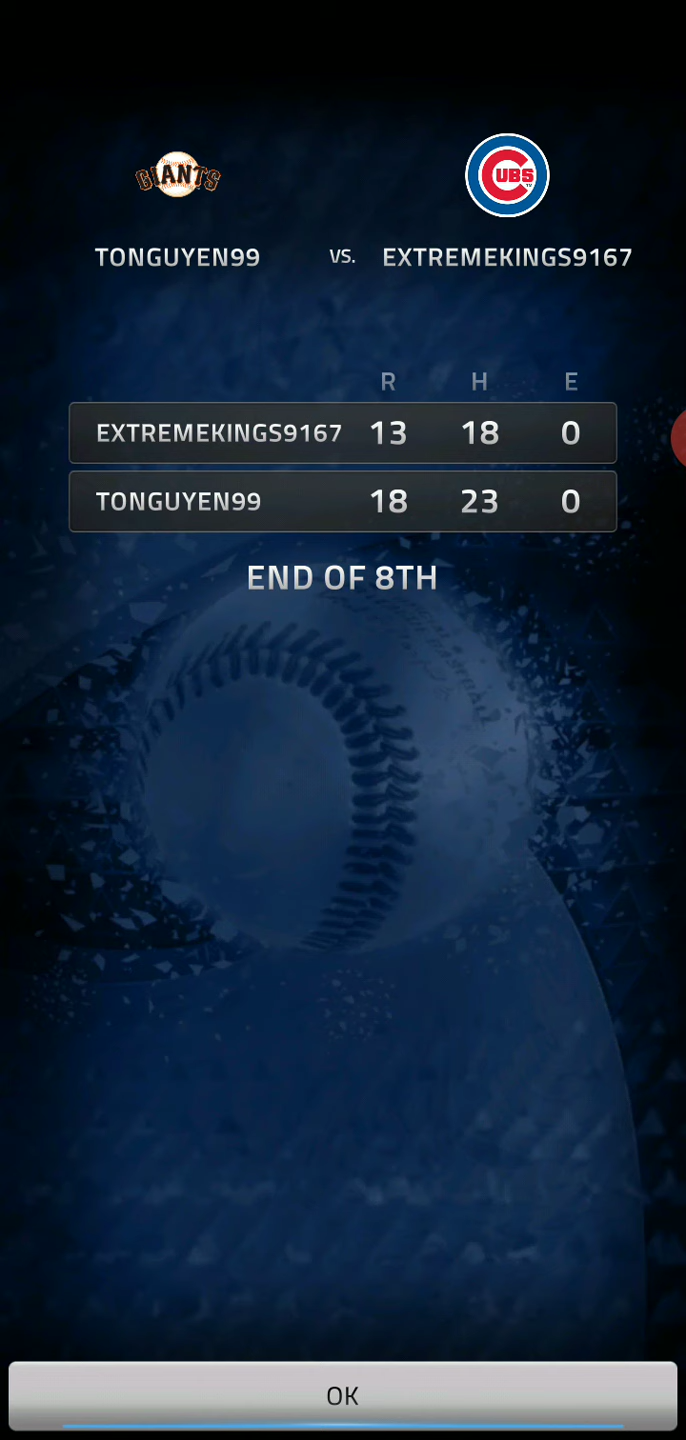 GIANTS
CUBS
TONGUYEN99 VS. EXTREMEKINGS9167
R H E
EXTREMEKINGS9167 13 18 0
TONGUYEN99 18 23 0
END OF 8TH
OK